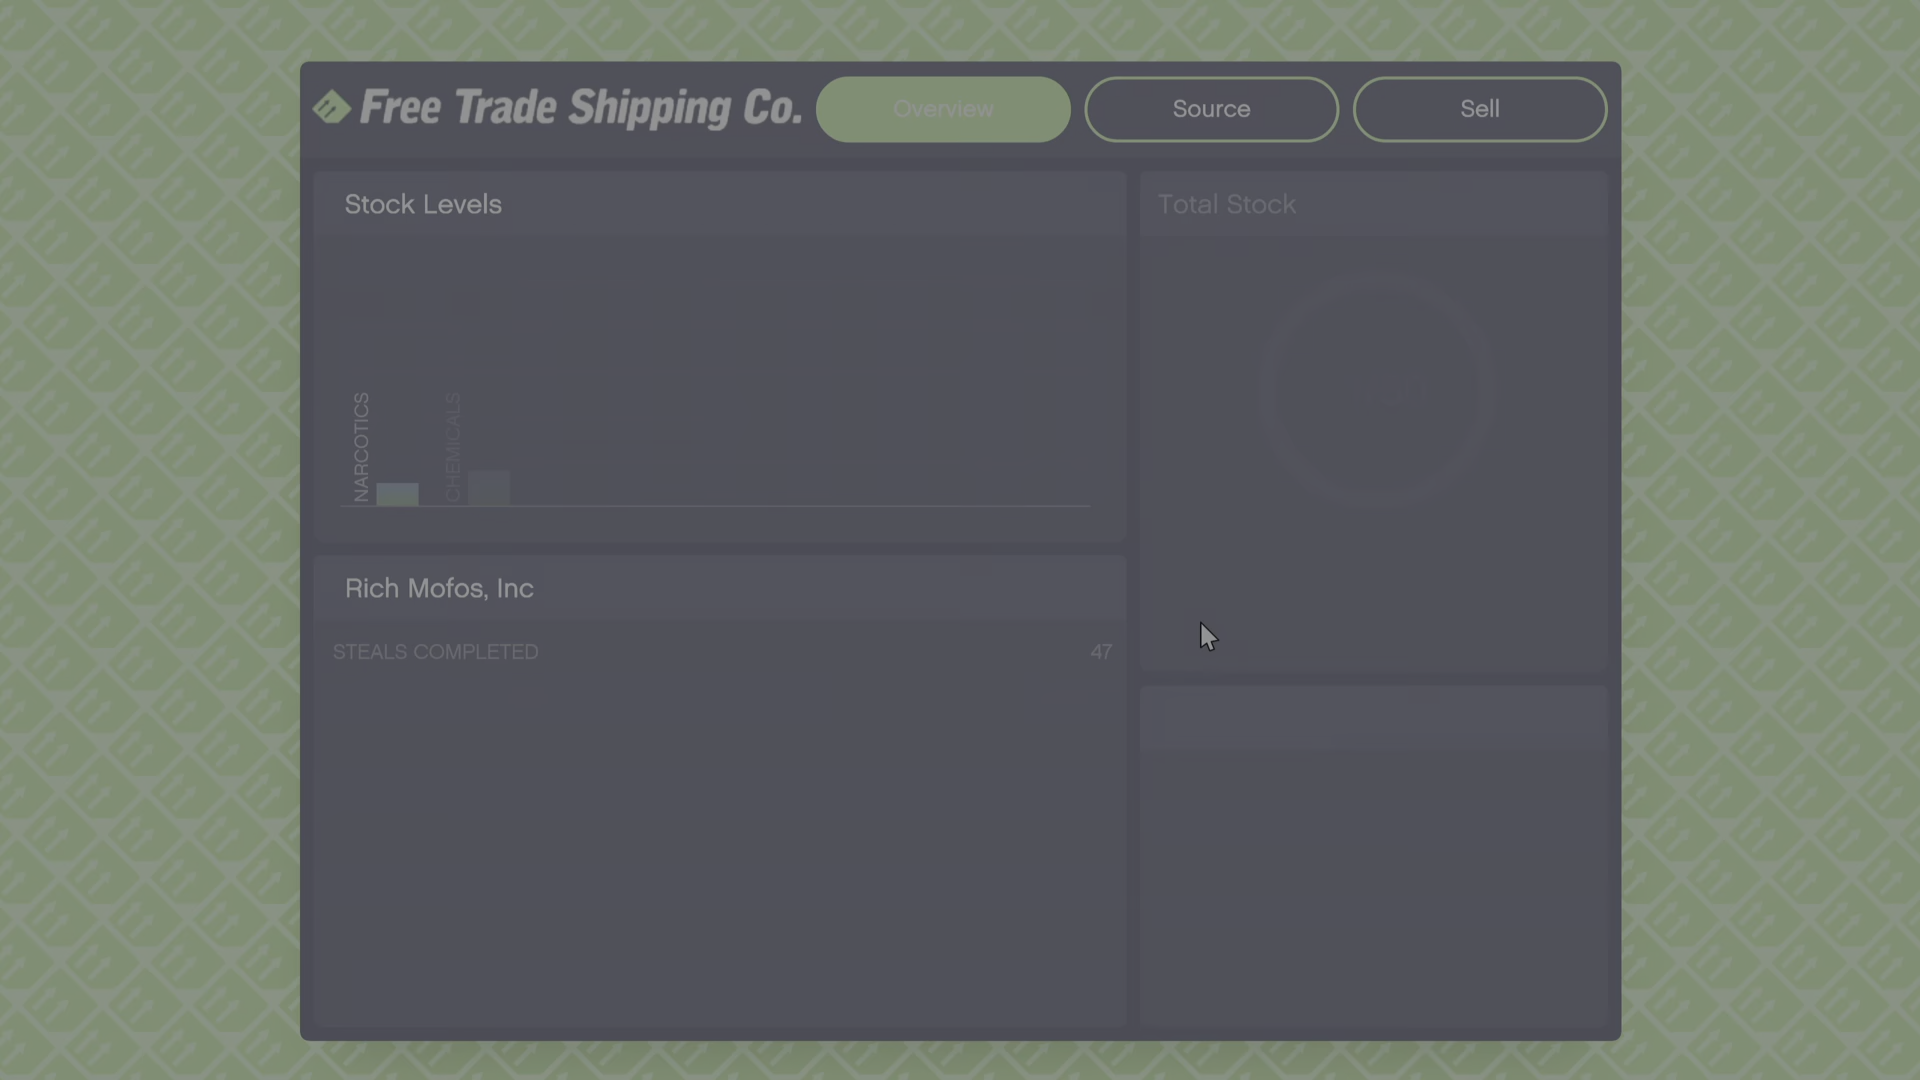 Free Trade Shipping Co.
Overview
Source
Sell
Stock Levels
Total Stock
NARCOTICS
CHEMICALS
Rich Mofos, Inc
STEALS COMPLETED 47